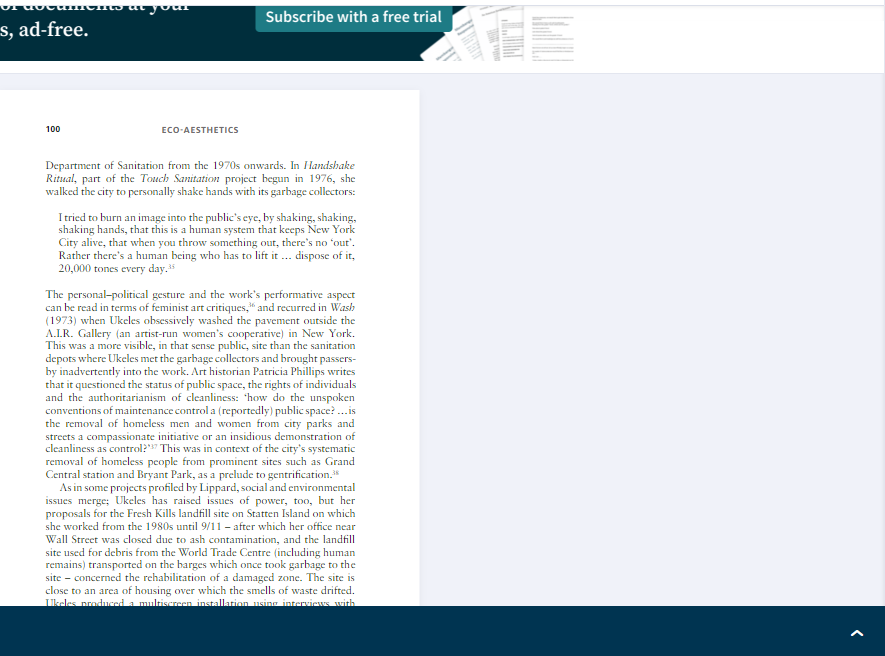 of documents at your
s, ad-free.
Subscribe with a free trial
100
ECO-AESTHETICS
Department of Sanitation from the 1970s onwards. In Handshake
Ritual, part of the Touch Sanitation project begun in 1976, she
walked the city to personally shake hands with its garbage collectors:
I tried to burn an image into the public's eye, by shaking, shaking,
shaking hands, that this is a human system that keeps New York
City alive, that when you throw something out, there's no 'out'.
Rather there's a human being who has to lift it ... dispose of it,
20,000 tones every day.35
The personal–political gesture and the work's performative aspect
can be read in terms of feminist art critiques,36 and recurred in Wash
(1973) when Ukeles obsessively washed the pavement outside the
A.I.R. Gallery (an artist-run women's cooperative) in New York.
This was a more visible, in that sense public, site than the sanitation
depots where Ukeles met the garbage collectors and brought passers-
by inadvertently into the work. Art historian Patricia Phillips writes
that it questioned the status of public space, the rights of individuals
and the authoritarianism of cleanliness: 'how do the unspoken
conventions of maintenance control a (reportedly) public space? ... is
the removal of homeless men and women from city parks and
streets a compassionate initiative or an insidious demonstration of
cleanliness as control?'37 This was in context of the city's systematic
removal of homeless people from prominent sites such as Grand
Central station and Bryant Park, as a prelude to gentrification.38
As in some projects profiled by Lippard, social and environmental
issues merge; Ukeles has raised issues of power, too, but her
proposals for the Fresh Kills landfill site on Statten Island on which
she worked from the 1980s until 9/11 – after which her office near
Wall Street was closed due to ash contamination, and the landfill
site used for debris from the World Trade Centre (including human
remains) transported on the barges which once took garbage to the
site – concerned the rehabilitation of a damaged zone. The site is
close to an area of housing over which the smells of waste drifted.
Ukeles produced a multiscreen installation using interviews with